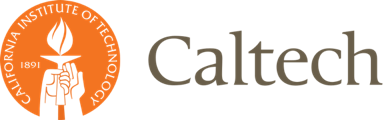 CALIFORNIA INSTITUTE OF TECHNOLOGY
1891
Caltech